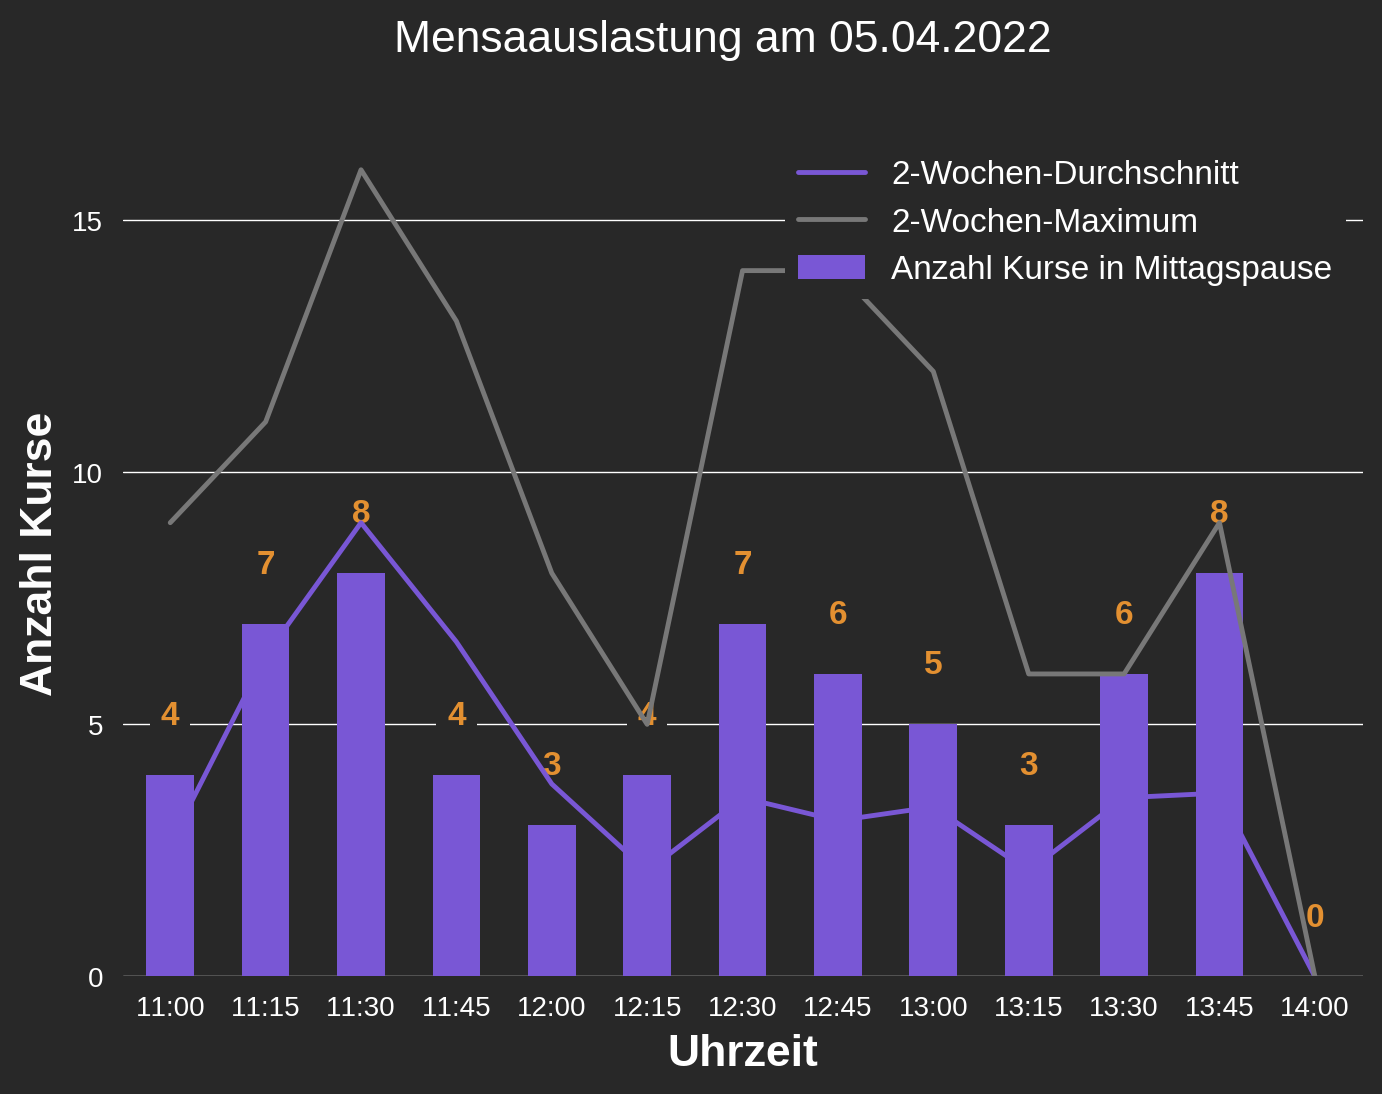 Mensaauslastung am 05.04.2022
2-Wochen-Durchschnitt
2-Wochen-Maximum
Anzahl Kurse in Mittagspause
Anzahl Kurse
15
10
5
0
4
7
8
4
3
4
7
6
5
3
6
8
0
11:00 11:15 11:30 11:45 12:00 12:15 12:30 12:45 13:00 13:15 13:30 13:45 14:00
Uhrzeit